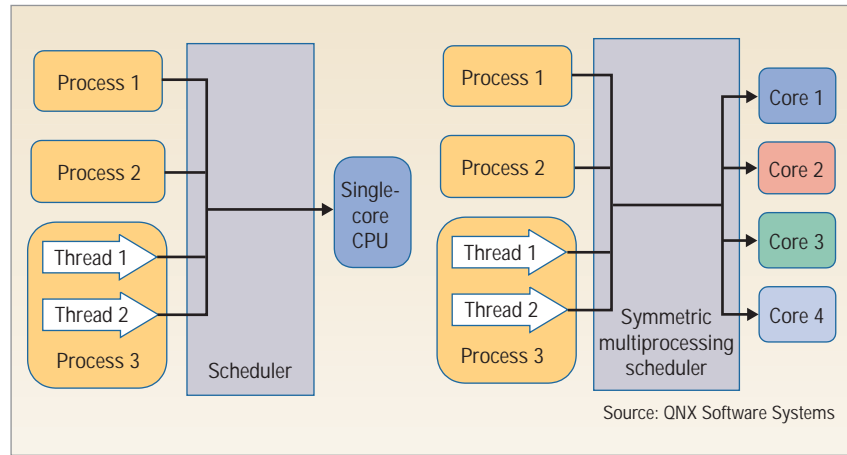 Process 1
Process 2
Thread 1
Thread 2
Process 3
Scheduler
Single-
core
CPU
Process 1
Process 2
Thread 1
Thread 2
Process 3
Symmetric
multiprocessing
scheduler
Core 1
Core 2
Core 3
Core 4
Source: QNX Software Systems